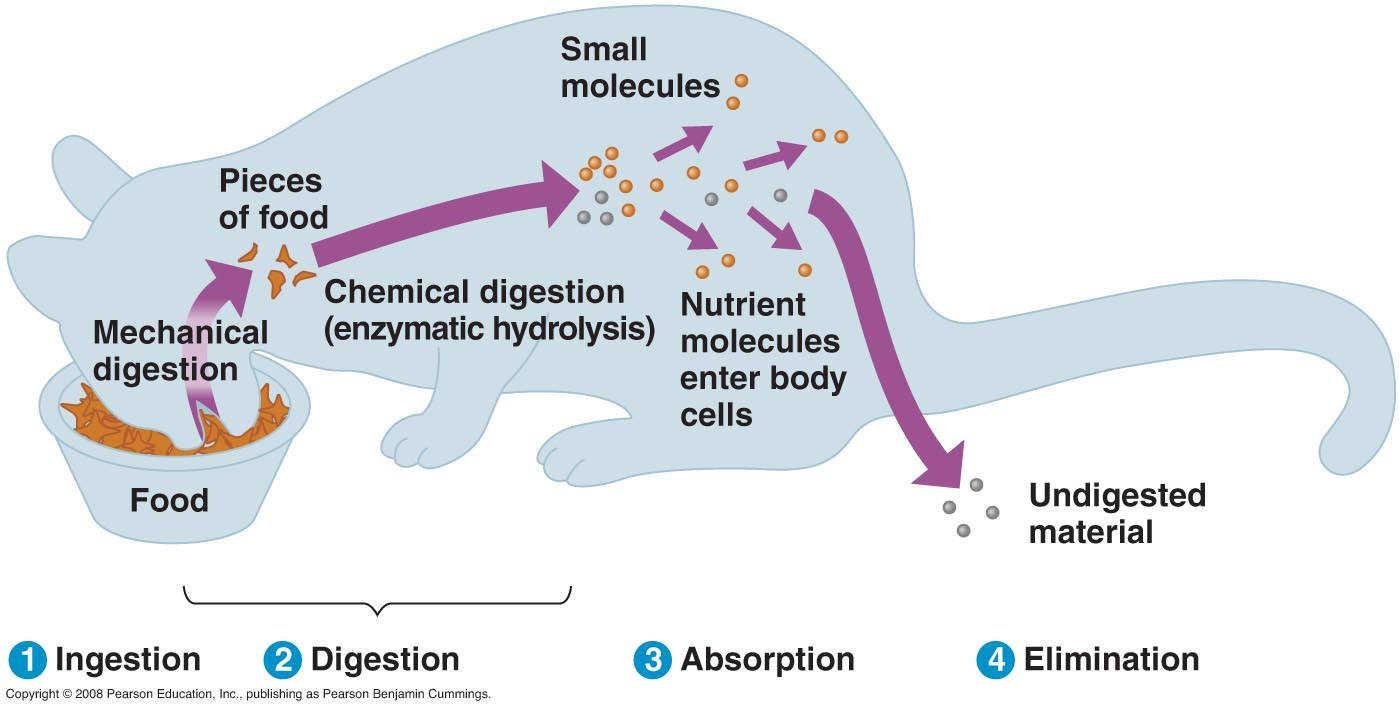 Small
molecules
Pieces
of food
Chemical digestion
(enzymatic hydrolysis)
Mechanical
digestion
Nutrient
molecules
enter body
cells
Food
Undigested
material
1 Ingestion
2 Digestion
3 Absorption
4 Elimination
Copyright © 2008 Pearson Education, Inc., publishing as Pearson Benjamin Cummings.